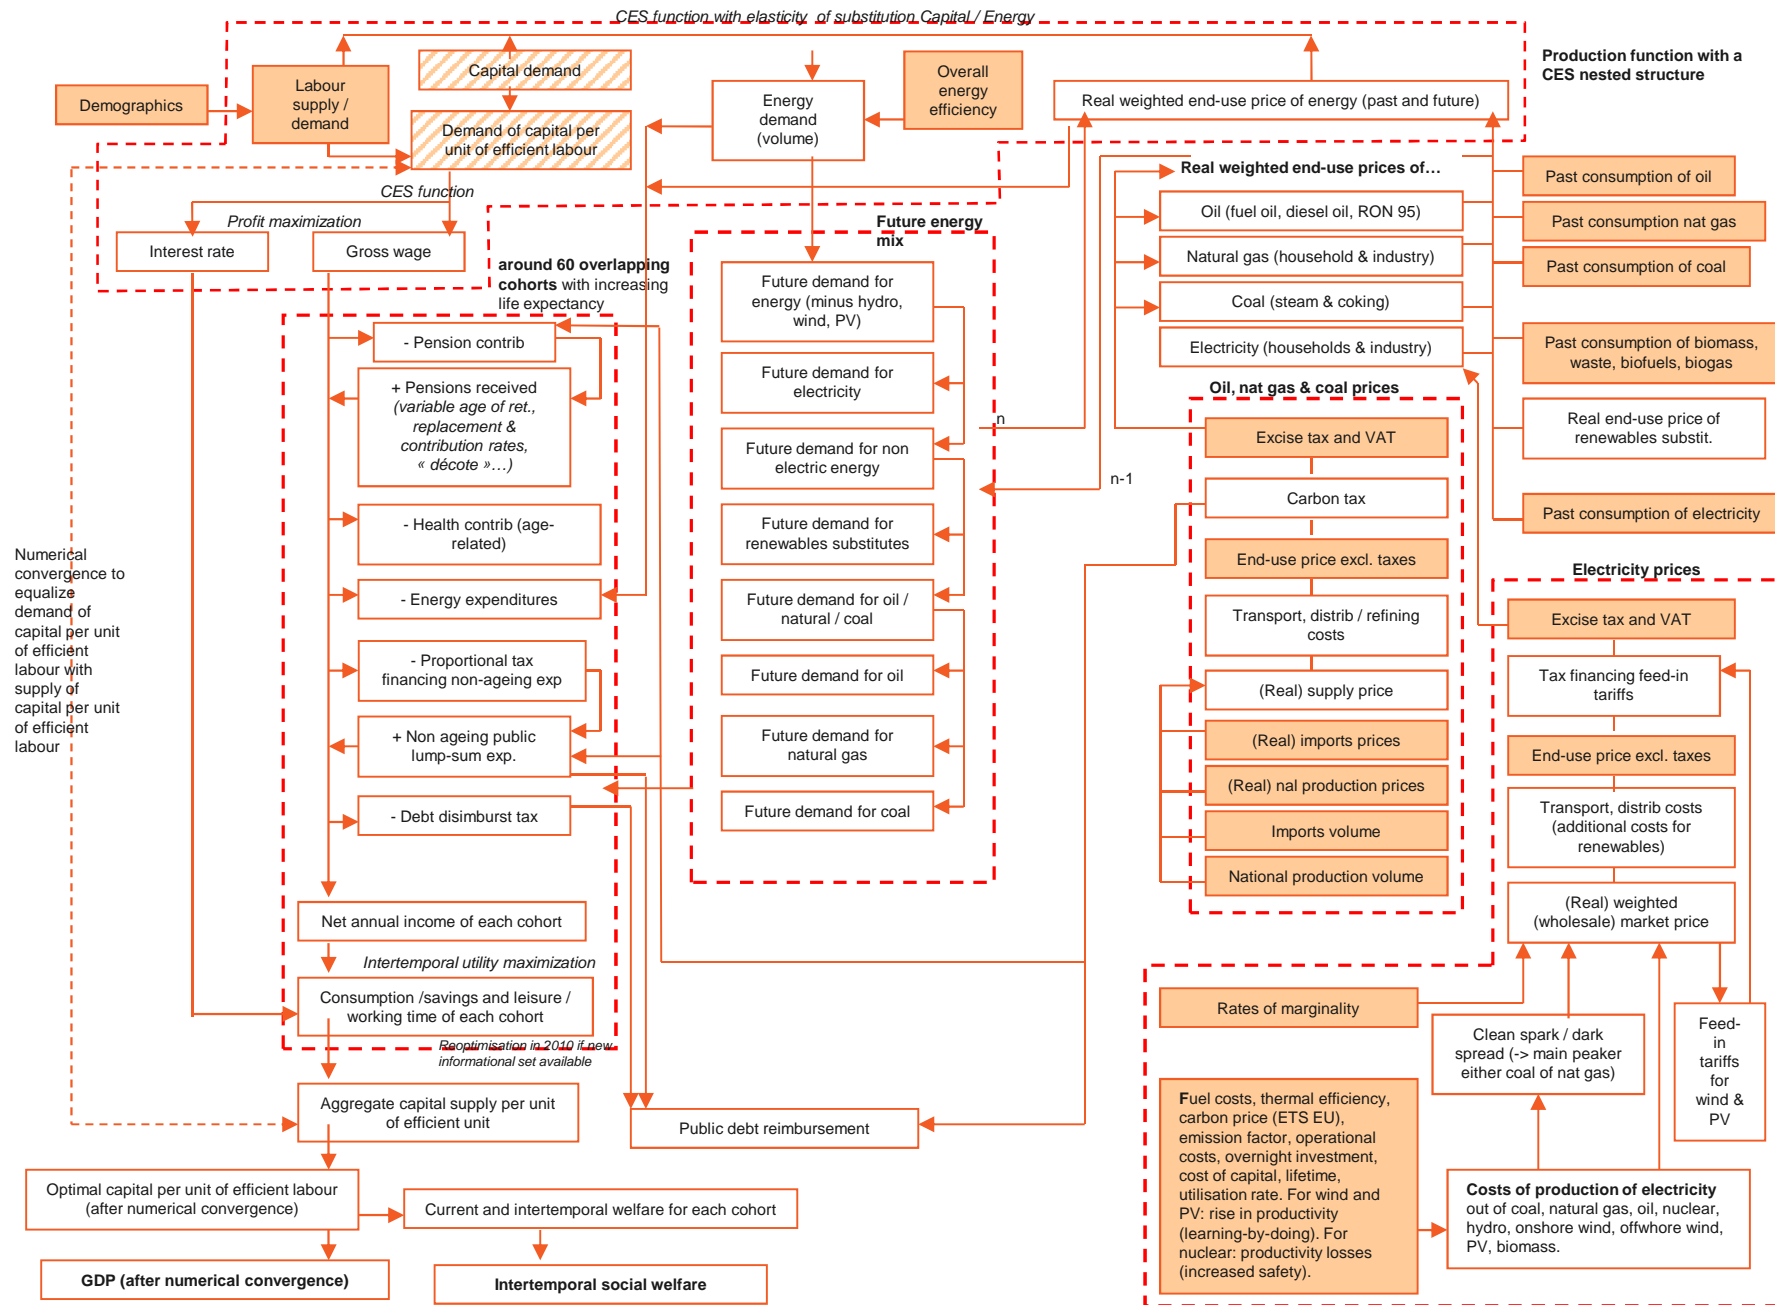 CES function with elasticity  of substitution Capital / Energy
Production function with a
CES nested structure
Demographics
Labour
supply /
demand
Capital demand
Demand of capital per
unit of efficient labour
Energy
demand
(volume)
Overall
energy
efficiency
Real weighted end-use price of energy (past and future)
CES function
Profit maximization
Interest rate
Gross wage
around 60 overlapping
cohorts with increasing
life expectancy
- Pension contrib
+ Pensions received
(variable age of ret.,
replacement &
contribution rates,
« décote »…)
- Health contrib (age-
related)
- Energy expenditures
- Proportional tax
financing non-ageing exp
+ Non ageing public
lump-sum exp.
- Debt disimburst tax
Net annual income of each cohort
Intertemporal utility maximization
Consumption /savings and leisure /
working time of each cohort
Reoptimisation in 2010 if new
informational set available
Aggregate capital supply per unit
of efficient unit
Numerical
convergence to
equalize
demand of
capital per unit
of efficient
labour with
supply of
capital per unit
of efficient
labour
Optimal capital per unit of efficient labour
(after numerical convergence)
Current and intertemporal welfare for each cohort
GDP (after numerical convergence)
Intertemporal social welfare
Public debt reimbursement
Future energy
mix
Future demand for
energy (minus hydro,
wind, PV)
Future demand for
electricity
Future demand for non
electric energy
Future demand for
renewables substitutes
Future demand for oil /
natural / coal
Future demand for oil
Future demand for
natural gas
Future demand for coal
n
n-1
Real weighted end-use prices of…
Oil (fuel oil, diesel oil, RON 95)
Natural gas (household & industry)
Coal (steam & coking)
Electricity (households & industry)
Past consumption of oil
Past consumption nat gas
Past consumption of coal
Past consumption of biomass,
waste, biofuels, biogas
Real end-use price of
renewables substit.
Past consumption of electricity
Oil, nat gas & coal prices
Excise tax and VAT
Carbon tax
End-use price excl. taxes
Transport, distrib / refining
costs
(Real) supply price
(Real) imports prices
(Real) nal production prices
Imports volume
National production volume
Electricity prices
Excise tax and VAT
Tax financing feed-in
tariffs
End-use price excl. taxes
Transport, distrib costs
(additional costs for
renewables)
(Real) weighted
(wholesale) market price
Rates of marginality
Clean spark / dark
spread (-> main peaker
either coal of nat gas)
Feed-
in
tariffs
for
wind &
PV
Fuel costs, thermal efficiency,
carbon price (ETS EU),
emission factor, operational
costs, overnight investment,
cost of capital, lifetime,
utilisation rate. For wind and
PV: rise in productivity
(learning-by-doing). For
nuclear: productivity losses
(increased safety).
Costs of production of electricity
out of coal, natural gas, oil, nuclear,
hydro, onshore wind, offwhore wind,
PV, biomass.